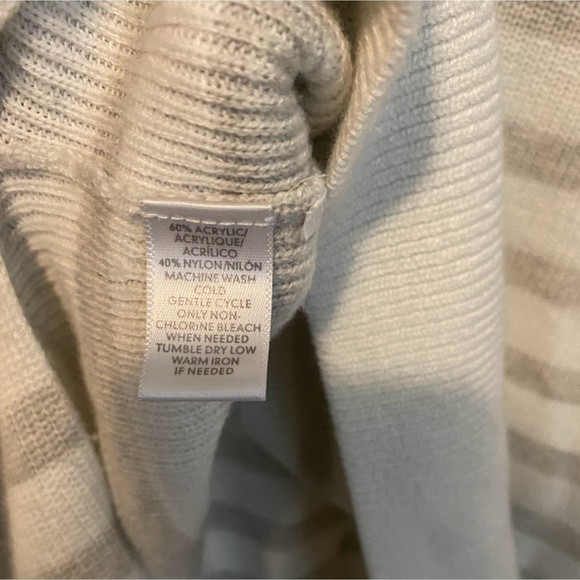 60% ACRYLIC/
ACRYLIQUE/
ACRÍLICO
40% NYLON/NILÓN
MACHINE WASH
COLD
GENTLE CYCLE
ONLY NON-
CHLORINE BLEACH
WHEN NEEDED
TUMBLE DRY LOW
WARM IRON
IF NEEDED